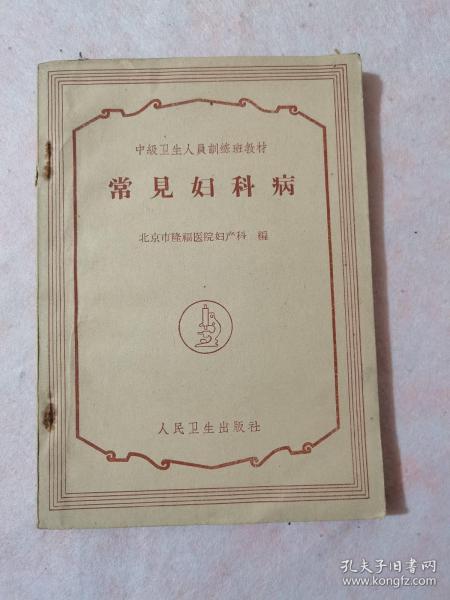 中級卫生人員訓练班教材
常見妇科病
北京市隆福医院妇产科 編
人民卫生出版社
孔夫子旧书网
www.kongfz.com